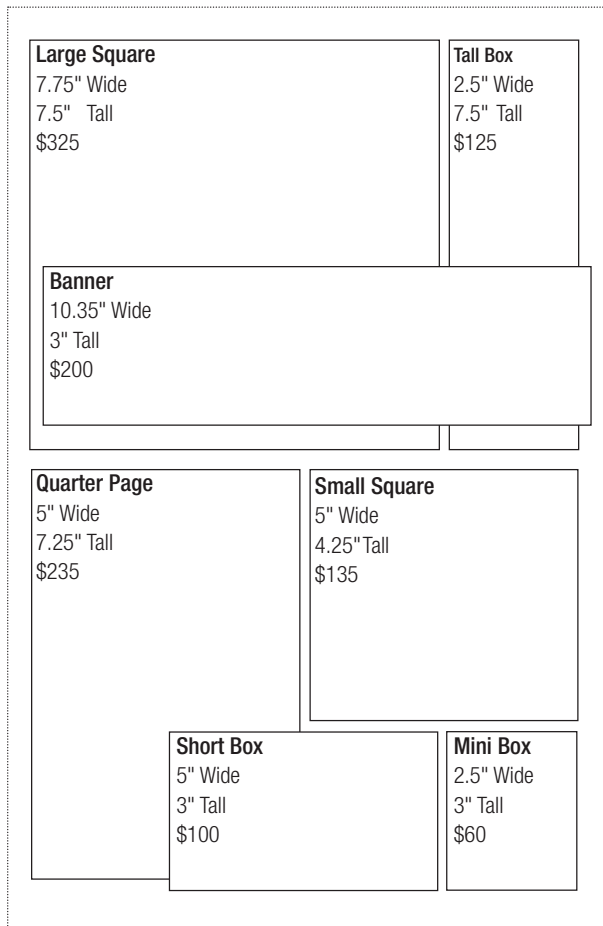 Large Square
7.75" Wide
7.5" Tall
$325
Tall Box
2.5" Wide
7.5" Tall
$125
Banner
10.35" Wide
3" Tall
$200
Quarter Page
5" Wide
7.25" Tall
$235
Small Square
5" Wide
4.25" Tall
$135
Short Box
5" Wide
3" Tall
$100
Mini Box
2.5" Wide
3" Tall
$60